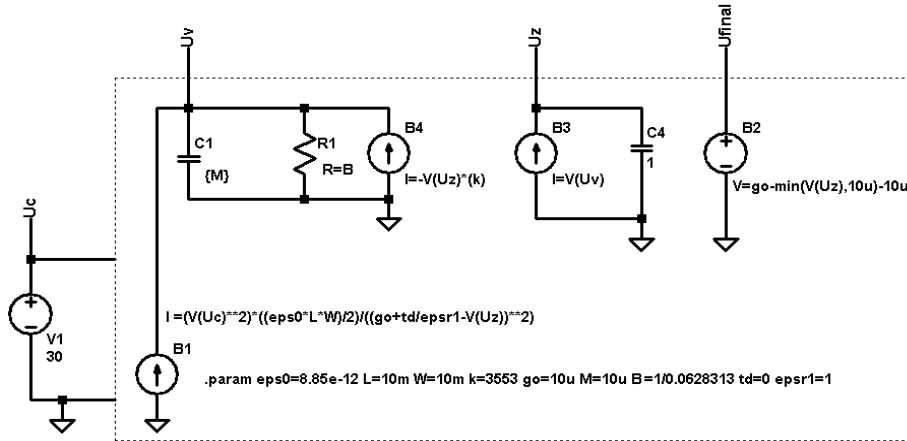 Uv
Uz
Ufinal
C1
{M}
R1
R=B
B4
I=-V(Uz)*(k)
B3
I=V(Uv)
C4
1
B2
V=go-min(V(Uz),10u)-10u
Uc
V1
30
I =(V(Uc)**2)*((eps0*L*W)/2)/((go+td/epsr1-V(Uz))**2)
B1
.param eps0=8.85e-12 L=10m W=10m k=3553 go=10u M=10u B=1/0.0628313 td=0 epsr1=1